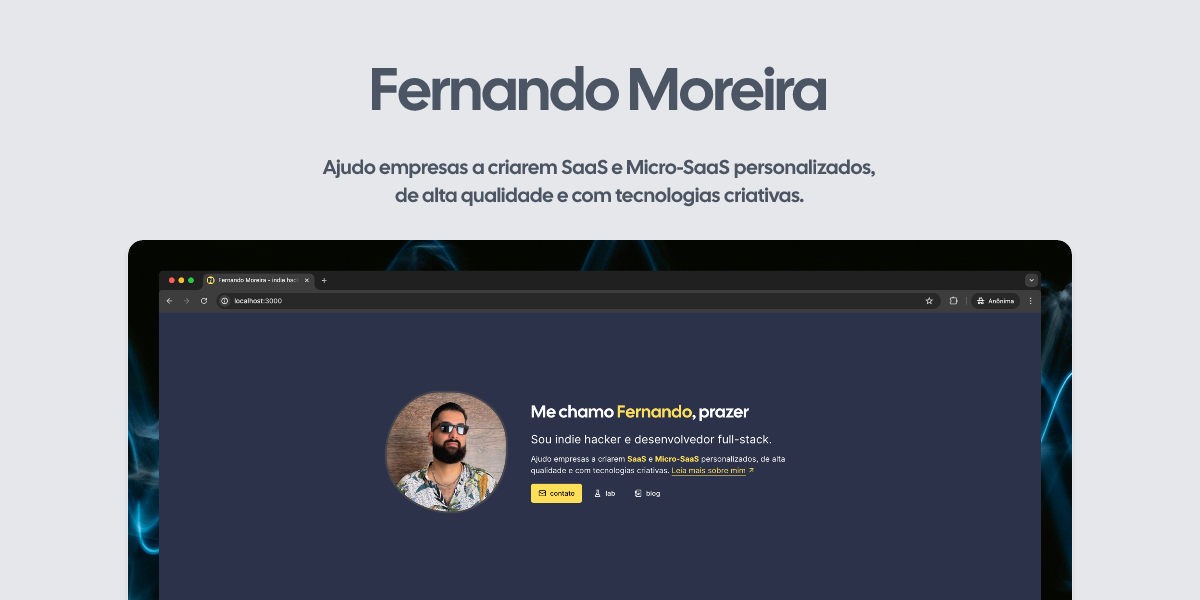 Fernando Moreira
Ajudo empresas a criarem SaaS e Micro-SaaS personalizados,
de alta qualidade e com tecnologias criativas.
Fernando Moreira - indie hac
localhost:3000
Anônima
Me chamo Fernando, prazer
Sou indie hacker e desenvolvedor full-stack.
Ajudo empresas a criarem SaaS e Micro-SaaS personalizados, de alta
qualidade e com tecnologias criativas. Leia mais sobre mim ↗
contato lab blog